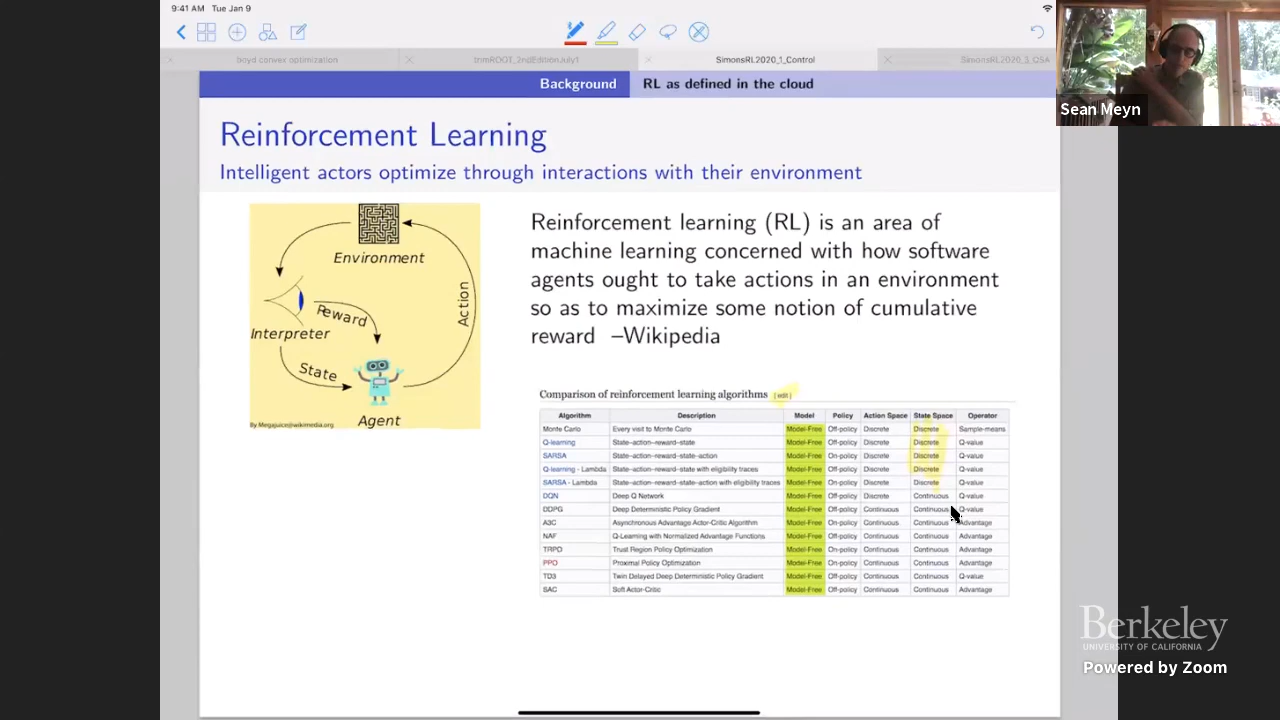 9:41 AM Tue Jan 9
boyd convex optimization
SimonsRL2020_1_Control
Sean Meyn
Background RL as defined in the cloud
Reinforcement Learning
Intelligent actors optimize through interactions with their environment
Environment
Reward
Action
Interpreter
State
Agent
By Megajuice@wikimedia.org
Reinforcement learning (RL) is an area of
machine learning concerned with how software
agents ought to take actions in an environment
so as to maximize some notion of cumulative
reward –Wikipedia
Comparison of reinforcement learning algorithms [ edit ]
Algorithm Description Model Policy Action Space State Space Operator
Monte Carlo Every visit to Monte Carlo Model-Free Off-policy Discrete Discrete Sample-means
Q-learning State–action–reward–state Model-Free Off-policy Discrete Discrete Q-value
SARSA State–action–reward–state–action Model-Free On-policy Discrete Discrete Q-value
Q-learning - Lambda State–action–reward–state with eligibility traces Model-Free Off-policy Discrete Discrete Q-value
SARSA - Lambda State–action–reward–state–action with eligibility traces Model-Free On-policy Discrete Discrete Q-value
DQN Deep Q Network Model-Free Off-policy Discrete Continuous Q-value
DDPG Deep Deterministic Policy Gradient Model-Free Off-policy Continuous Continuous Q-value
A3C Asynchronous Advantage Actor-Critic Algorithm Model-Free On-policy Continuous Continuous Advantage
NAF Q-Learning with Normalized Advantage Functions Model-Free Off-policy Continuous Continuous Advantage
TRPO Trust Region Policy Optimization Model-Free On-policy Continuous Continuous Advantage
PPO Proximal Policy Optimization Model-Free On-policy Continuous Continuous Advantage
TD3 Twin Delayed Deep Deterministic Policy Gradient Model-Free Off-policy Continuous Continuous Q-value
SAC Soft Actor-Critic Model-Free Off-policy Continuous Continuous Advantage
Berkeley
UNIVERSITY OF CALIFORNIA
Powered by Zoom